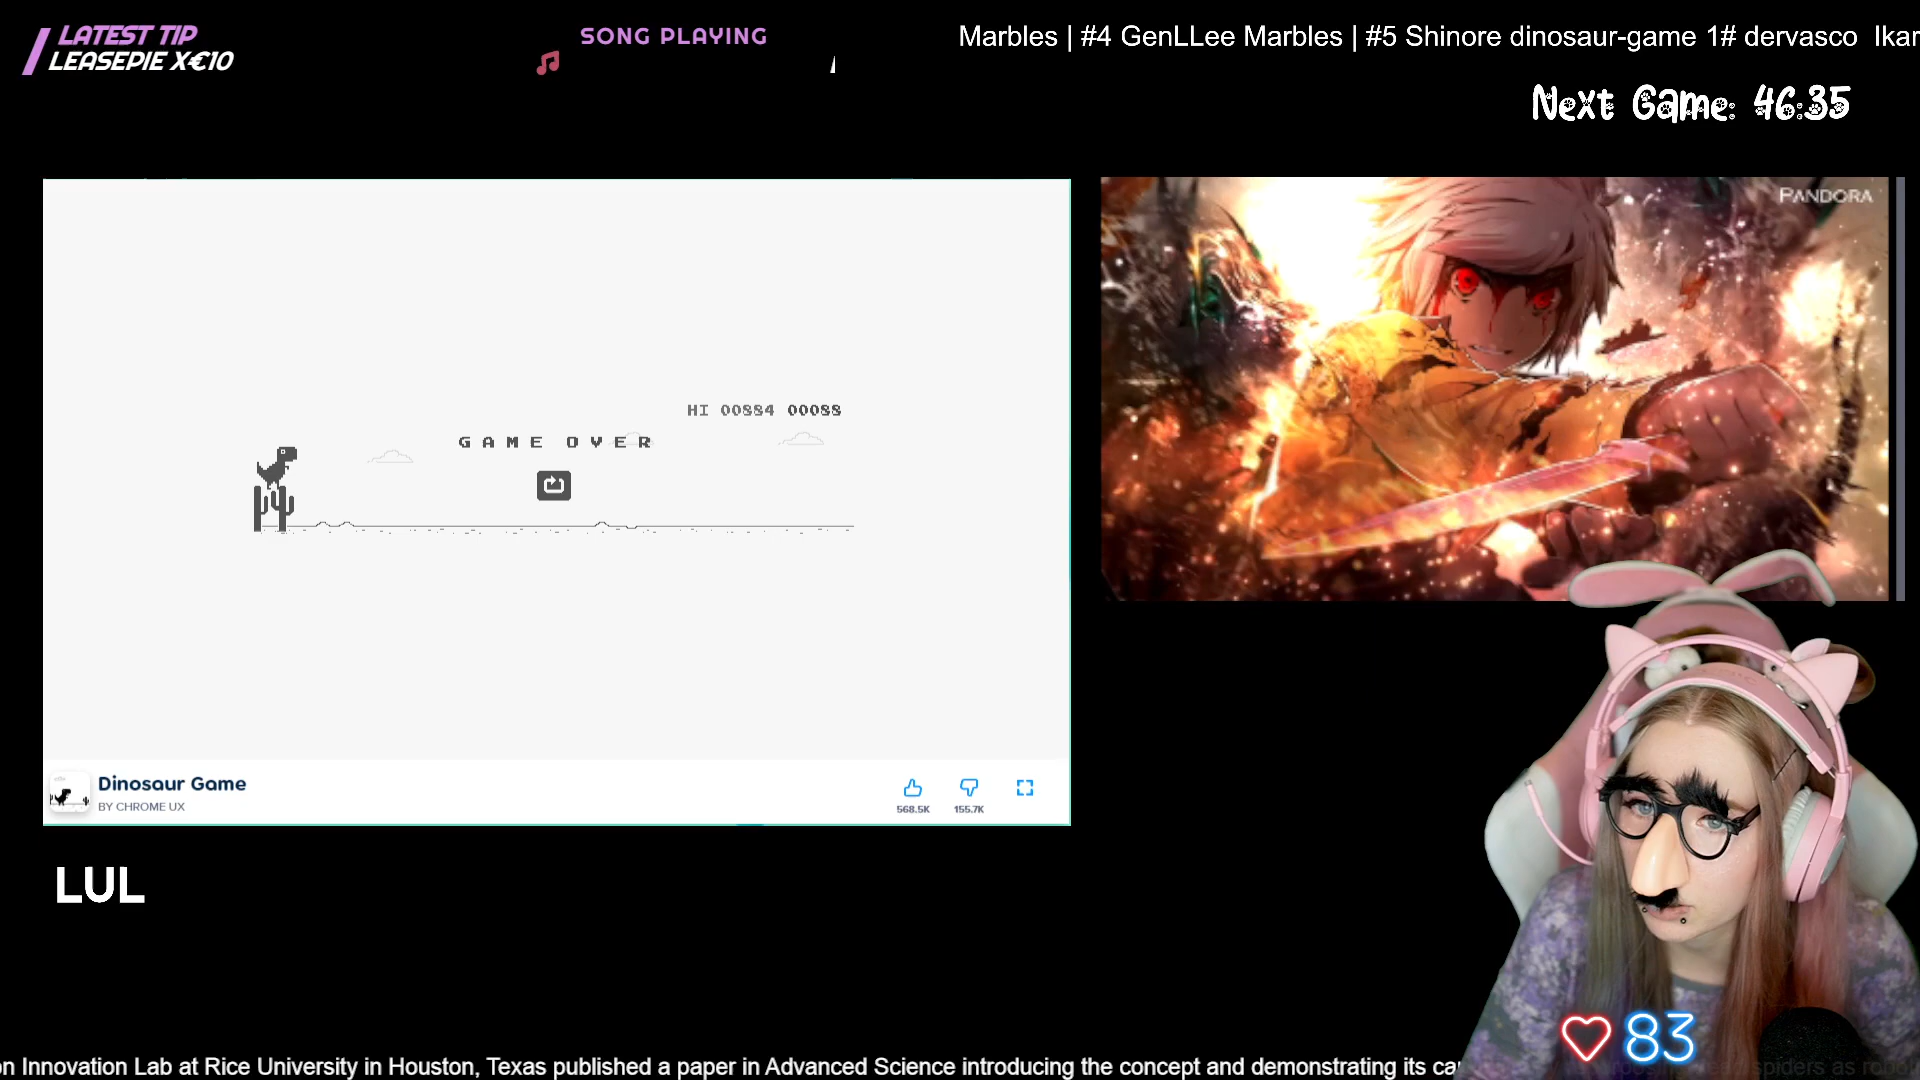 LATEST TIP
LEASEPIE X€10
SONG PLAYING
Marbles | #4 GenLLee Marbles | #5 Shinore dinosaur-game 1# dervasco Ikar
Next Game: 46:35
PANDORA
HI 00884 00088
GAME OVER
Dinosaur Game
BY CHROME UX
568.5K
155.7K
LUL
83
on Innovation Lab at Rice University in Houston, Texas published a paper in Advanced Science introducing the concept and demonstrating its ca